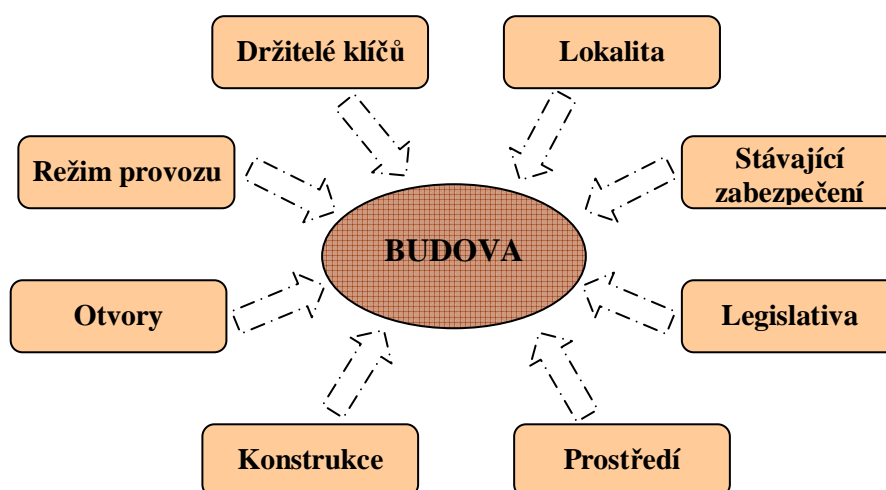 Držitelé klíčů
Lokalita
Režim provozu
Stávající
zabezpečení
BUDOVA
Otvory
Legislativa
Konstrukce
Prostředí